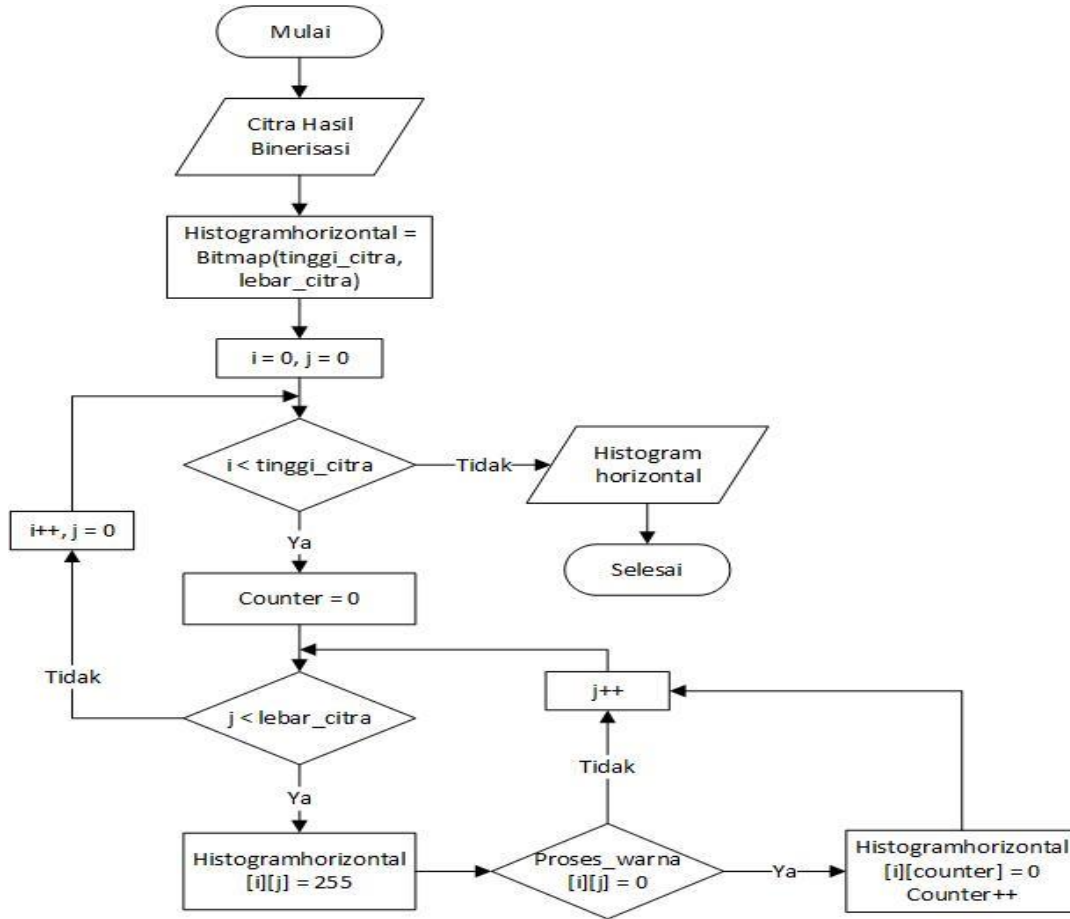 Mulai
Citra Hasil
Binerisasi
Histogramhorizontal =
Bitmap(tinggi_citra,
lebar_citra)
i = 0, j = 0
i < tinggi_citra
Tidak
Histogram
horizontal
i++, j = 0
Ya
Selesai
Counter = 0
Tidak
j++
j < lebar_citra
Tidak
Ya
Histogramhorizontal
[i][j] = 255
Proses_warna
[i][j] = 0
Ya
Histogramhorizontal
[i][counter] = 0
Counter++